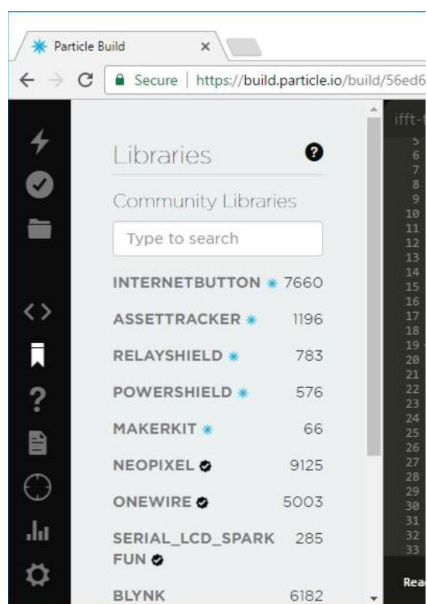 Particle Build
Secure | https://build.particle.io/build/56ed6
Libraries
Community Libraries
Type to search
INTERNETBUTTON 7660
ASSETTRACKER 1196
RELAYSHIELD 783
POWERSHIELD 576
MAKERKIT 66
NEOPIXEL 9125
ONEWIRE 5003
SERIAL_LCD_SPARK 285
FUN
BLYNK 6182
ifft-t
5
6
7
8
9
10
11
12
13
14
15
16
17
18
19
20
21
22
23
24
25
26
27
28
29
30
31
32
33
Rea